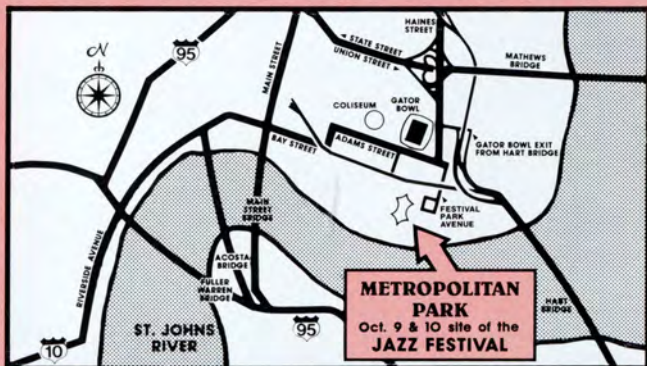 HAINES
STREET
N
95
STATE STREET
UNION STREET
MAIN STREET
MATHEWS
BRIDGE
COLISEUM
GATOR
BOWL
ADAMS STREET
BAY STREET
GATOR BOWL EXIT
FROM HART BRIDGE
FESTIVAL
PARK
AVENUE
MAIN
STREET
BRIDGE
RIVERSIDE AVENUE
ACOSTA
BRIDGE
FULLER
WARREN
BRIDGE
METROPOLITAN
PARK
Oct. 9 & 10 site of the
JAZZ FESTIVAL
HART
BRIDGE
ST. JOHNS
RIVER
95
10